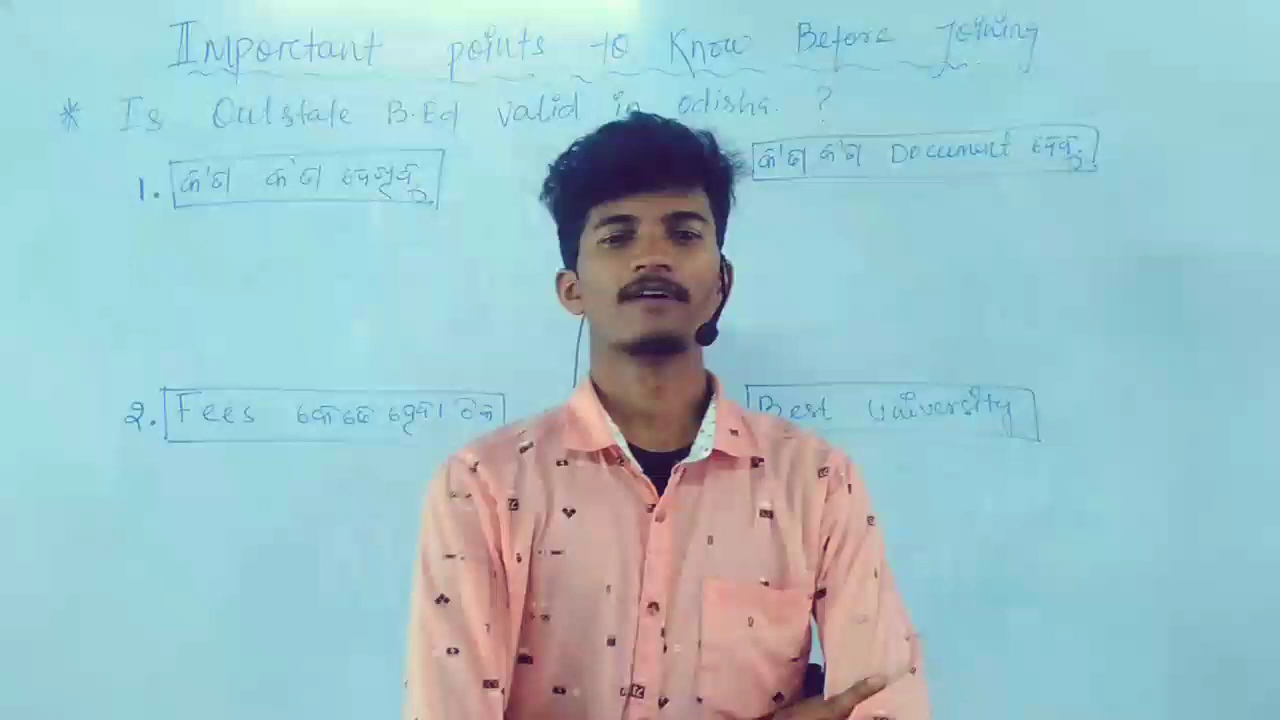 Important points to Know Before Joining
* Is Outstate B.Ed valid in odisha. ?
1. କ'ଣ କ'ଣ ଦେଖିବୁ
କ'ଣ କ'ଣ Document ଦେବୁ.
2. Fees କେତେ ହେବା ଠିକ
Best University